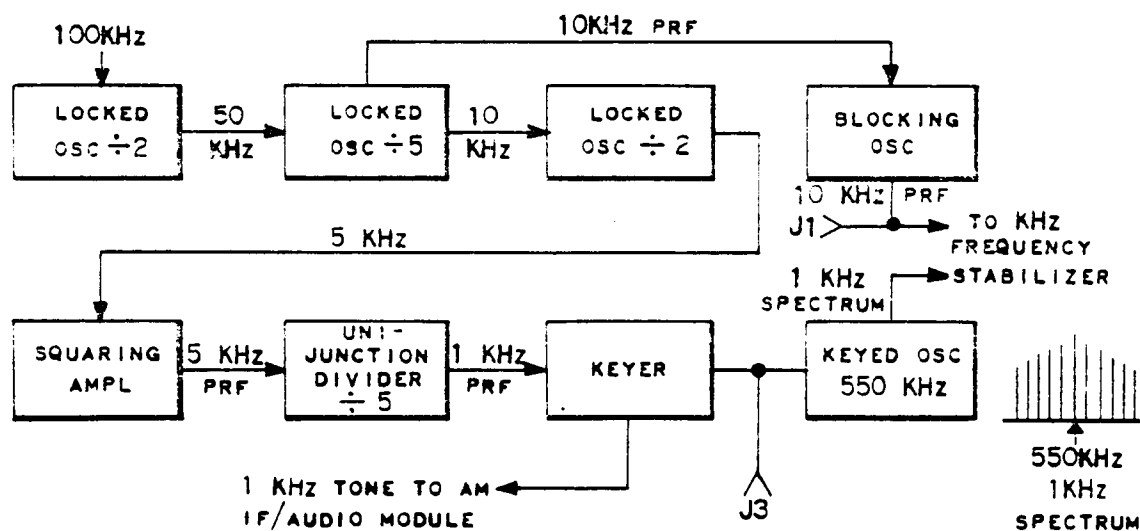 100KHz
10KHz PRF
LOCKED
OSC ÷2
50
KHz
LOCKED
OSC ÷5
10
KHz
LOCKED
OSC ÷ 2
BLOCKING
OSC
10 KHz PRF
J1
TO KHz
FREQUENCY
STABILIZER
5 KHz
1 KHz
SPECTRUM
SQUARING
AMPL
5 KHz
PRF
UNI-
JUNCTION
DIVIDER
÷ 5
1 KHz
PRF
KEYER
KEYED OSC
550 KHz
1 KHz TONE TO AM
IF/AUDIO MODULE
J3
550KHz
1KHz
SPECTRUM